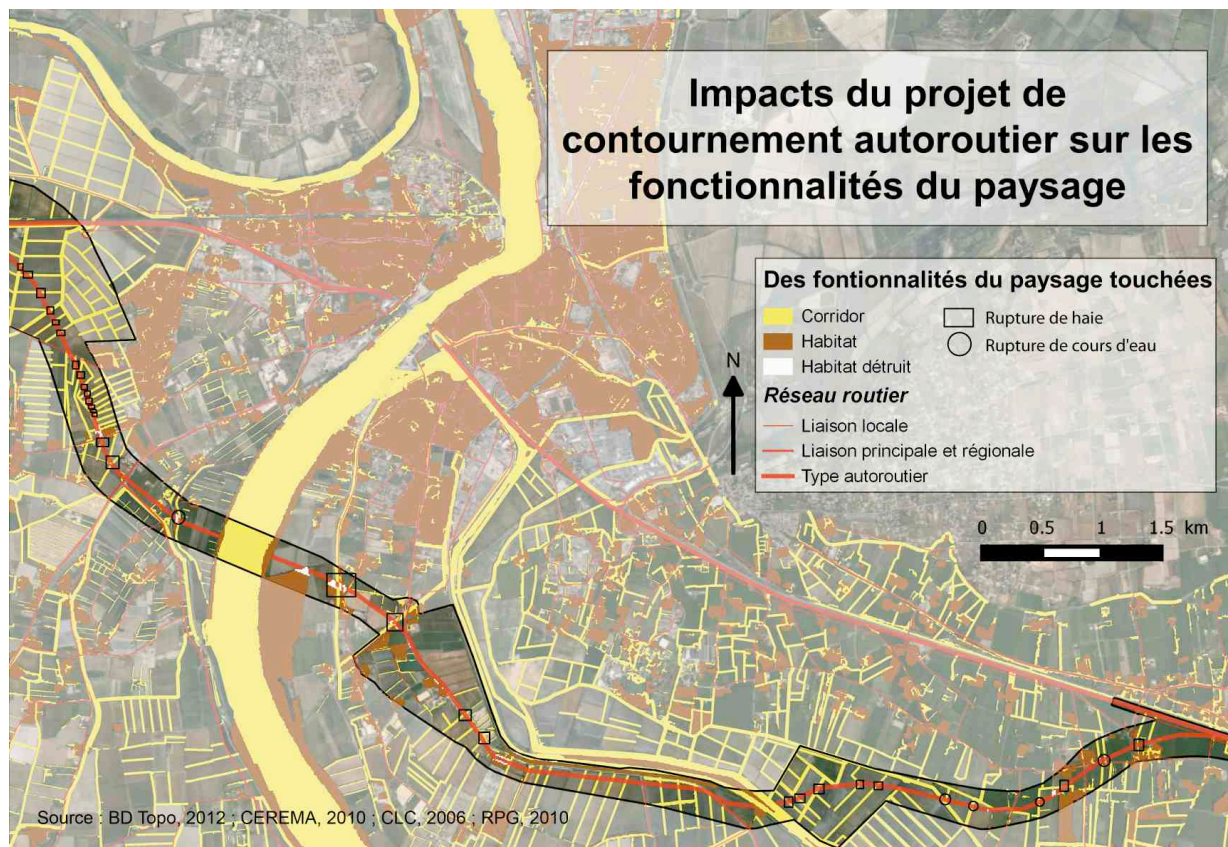 Impacts du projet de
contournement autoroutier sur les
fonctionnalités du paysage
Des fontionnalités du paysage touchées
Corridor
Habitat
Habitat détruit
Rupture de haie
Rupture de cours d'eau
Réseau routier
Liaison locale
Liaison principale et régionale
Type autoroutier
N
0 0.5 1 1.5 km
Source : BD Topo, 2012 ; CEREMA, 2010 ; CLC, 2006 ; RPG, 2010